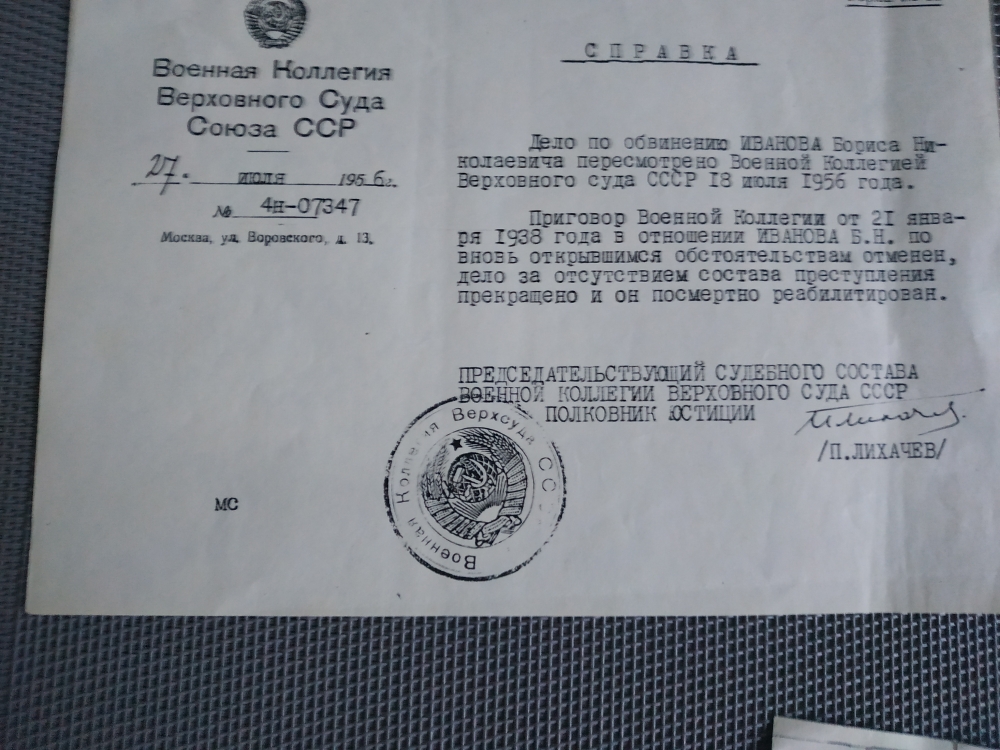 СПРАВКА
Военная Коллегия
Верховного Суда
Союза ССР
27. июля 1956г.
№ 4н-07347
Москва, ул. Воровского, д. 13.
Дело по обвинению ИВАНОВА Бориса Ни-
колаевича пересмотрено Военной Коллегией
Верховного суда СССР 18 июля 1956 года.
Приговор Военной Коллегии от 21 янва-
ря 1938 года в отношении ИВАНОВА Б.Н. по
вновь открывшимся обстоятельствам отменен,
дело за отсутствием состава преступления
прекращено и он посмертно реабилитирован.
ПРЕДСЕДАТЕЛЬСТВУЮЩИЙ СУДЕБНОГО СОСТАВА
ВОЕННОЙ КОЛЛЕГИИ ВЕРХОВНОГО СУДА СССР
ПОЛКОВНИК ЮСТИЦИИ
/П.ЛИХАЧЕВ/
Военная Верхсуда
МС